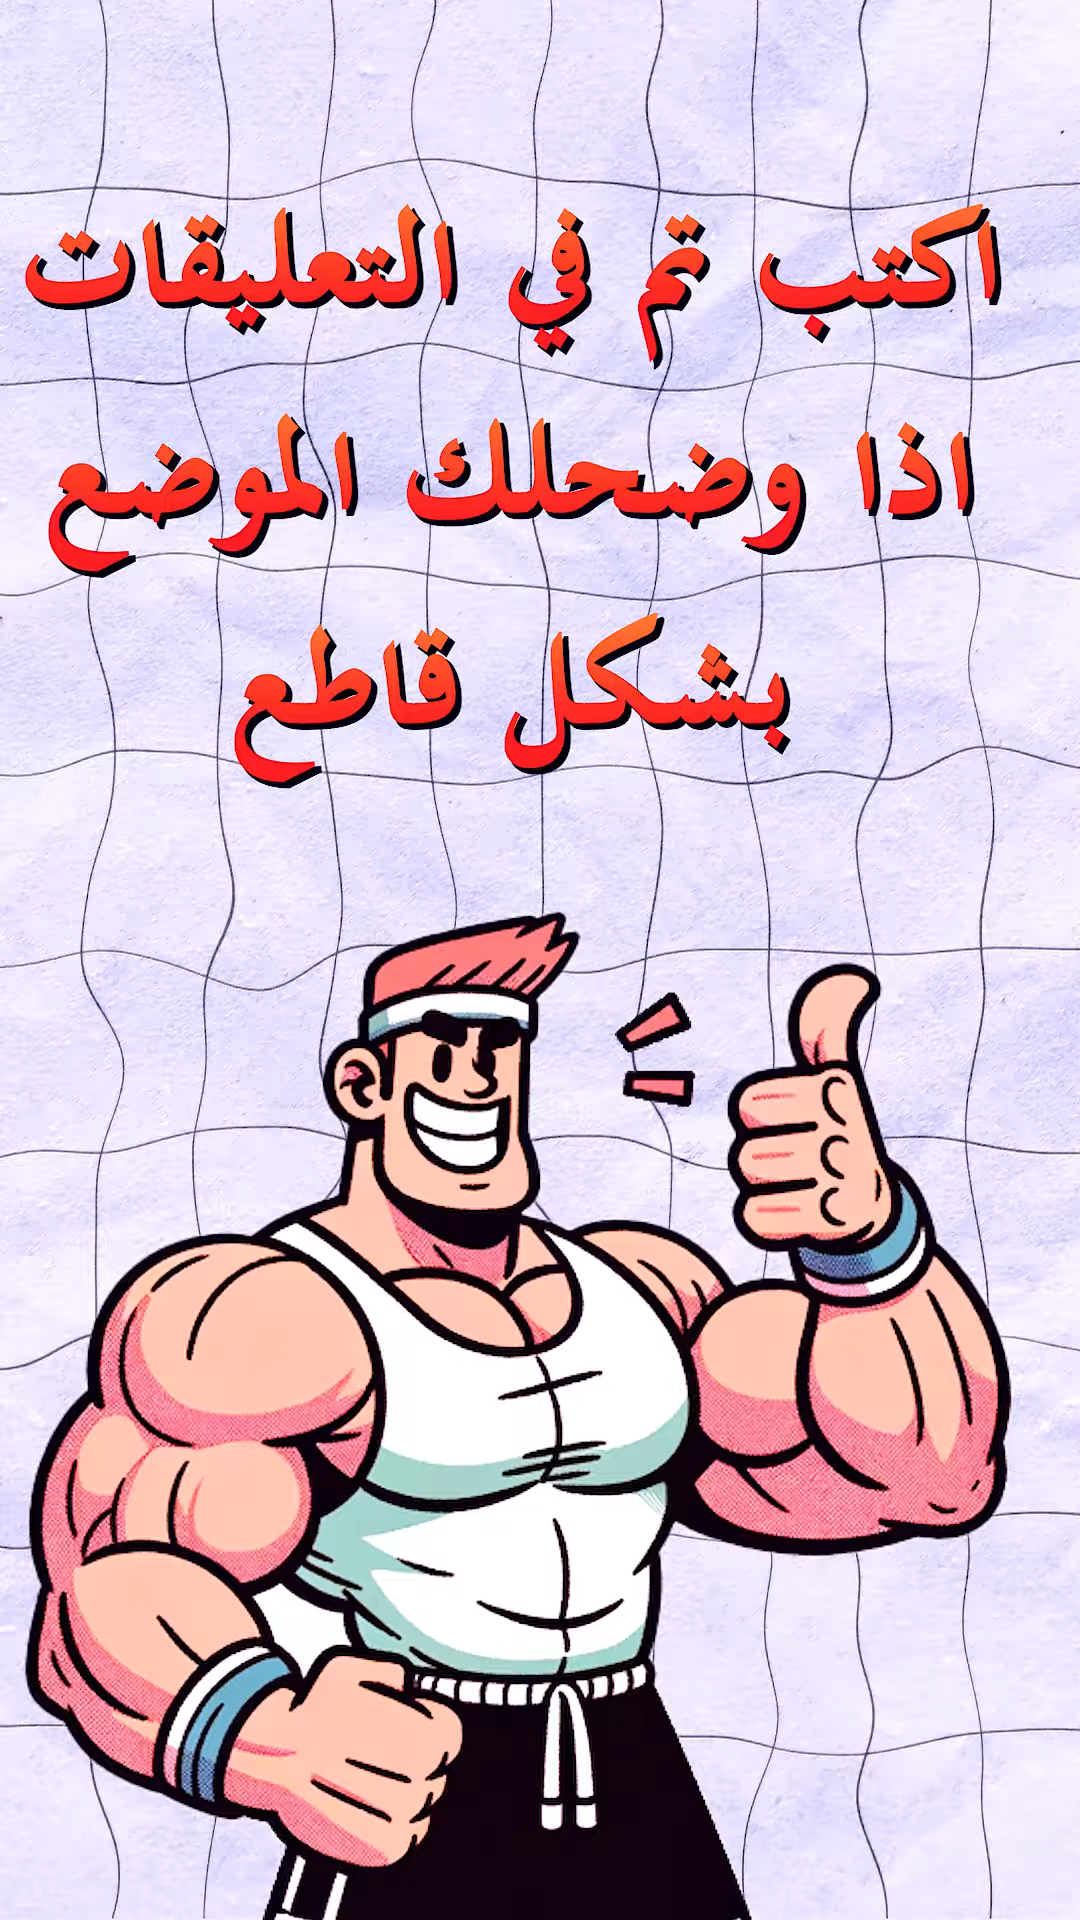 اكتب تم في التعليقات
اذا وضحلك الموضع
بشكل قاطع